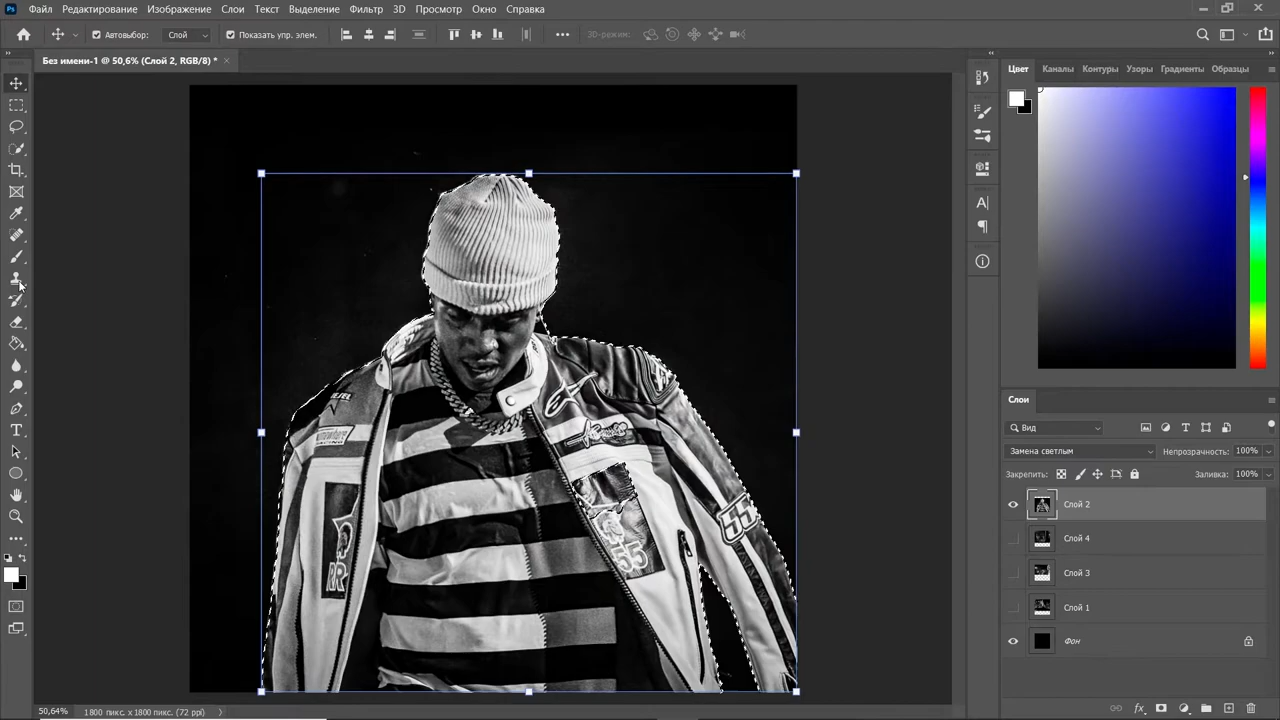 Ps Файл Редактирование Изображение Слои Текст Выделение Фильтр 3D Просмотр Окно Справка
Автовыбор: Слой Показать упр. элем. 3D-режим:
Без имени-1 @ 50,6% (Слой 2, RGB/8) *
Цвет Каналы Контуры Узоры Градиенты Образцы
Слои
Вид
Замена светлым Непрозрачность: 100%
Закрепить: Заливка: 100%
Слой 2
Слой 4
Слой 3
Слой 1
Фон
55
55
50,64% 1800 пикс. x 1800 пикс. (72 ppi)